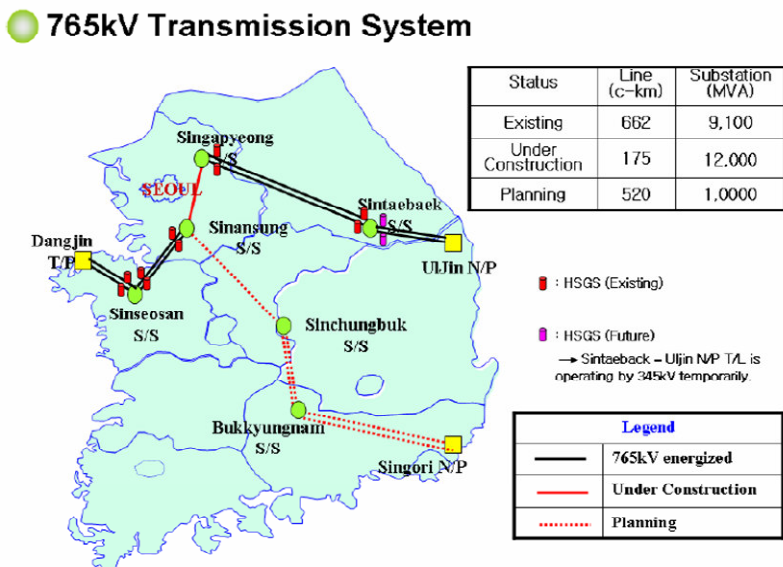 765kV Transmission System
Status
Line
(c-km)
Substation
(MVA)
Existing
662
9,100
Under
Construction
175
12.000
Planning
520
1,0000
Singapyeong
S/S
SEOUL
Sintaebaek
S/S
Sinansung
S/S
Dangjin
T/P
UlJin N/P
Sinseosan
S/S
Sinchungbuk
S/S
Bukkyungnam
S/S
Singori N/P
: HSGS (Existing)
: HSGS (Future)
→ Sintaeback – Uljin N/P T/L is
operating by 345kV temporarily.
Legend
765kV energized
Under Construction
Planning